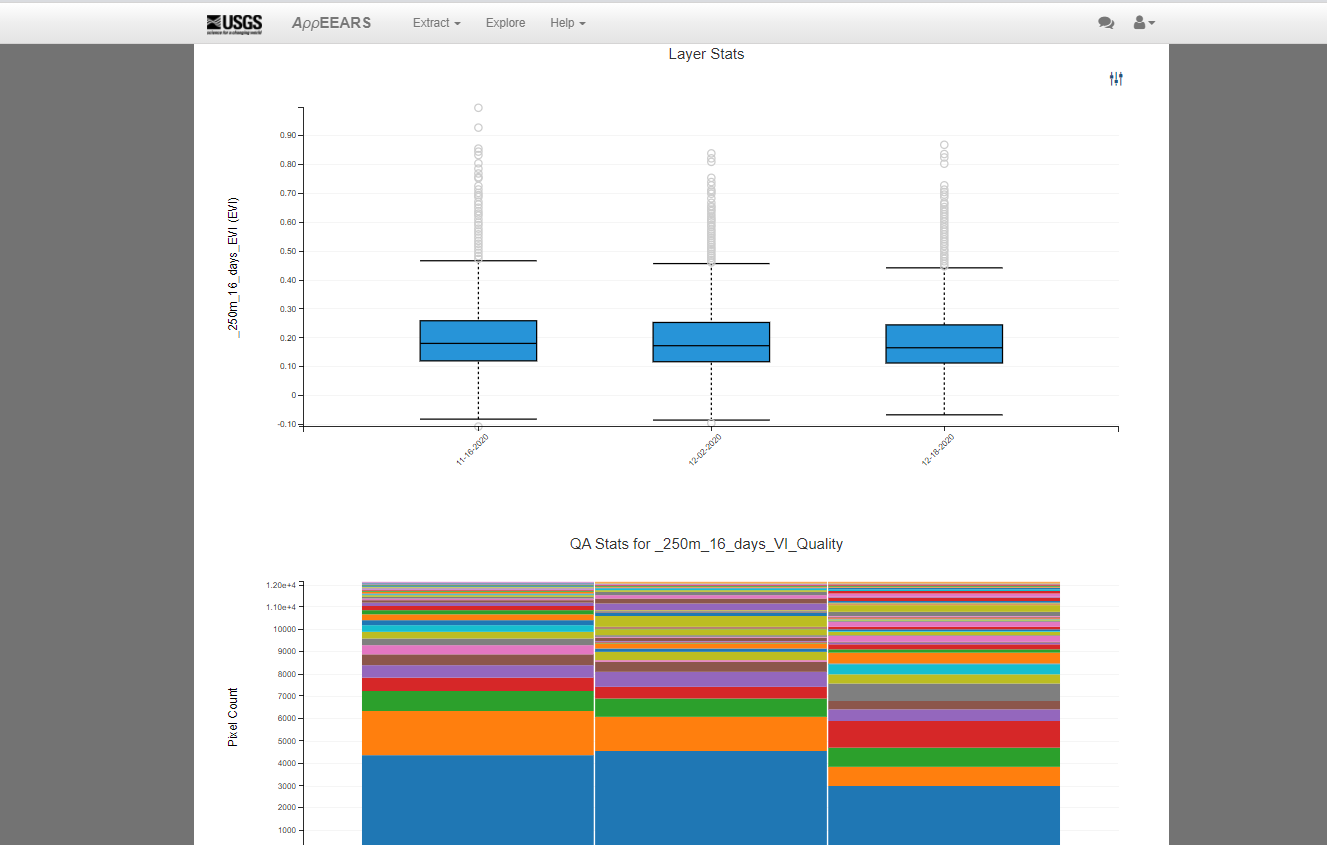 USGS
science for a changing world
AppEEARS
Extract
Explore
Help
Layer Stats
_250m_16_days_EVI (EVI)
0.90
0.80
0.70
0.60
0.50
0.40
0.30
0.20
0.10
0
-0.10
11-16-2020
12-02-2020
12-18-2020
QA Stats for _250m_16_days_VI_Quality
Pixel Count
1.20e+4
1.10e+4
10000
9000
8000
7000
6000
5000
4000
3000
2000
1000